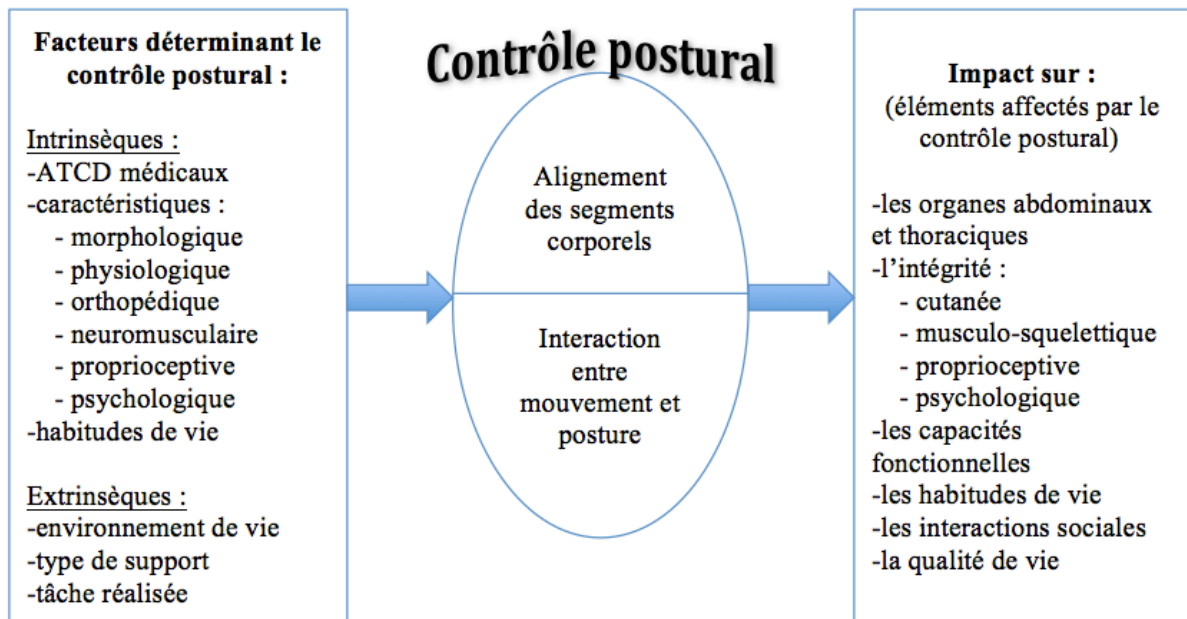 Facteurs déterminant le
contrôle postural :
Intrinsèques :
-ATCD médicaux
-caractéristiques :
- morphologique
- physiologique
- orthopédique
- neuromusculaire
- proprioceptive
- psychologique
-habitudes de vie
Extrinsèques :
-environnement de vie
-type de support
-tâche réalisée
Contrôle postural
Alignement
des segments
corporels
Interaction
entre
mouvement et
posture
Impact sur :
(éléments affectés par le
contrôle postural)
-les organes abdominaux
et thoraciques
-l’intégrité :
- cutanée
- musculo-squelettique
- proprioceptive
- psychologique
-les capacités
fonctionnelles
-les habitudes de vie
-les interactions sociales
-la qualité de vie